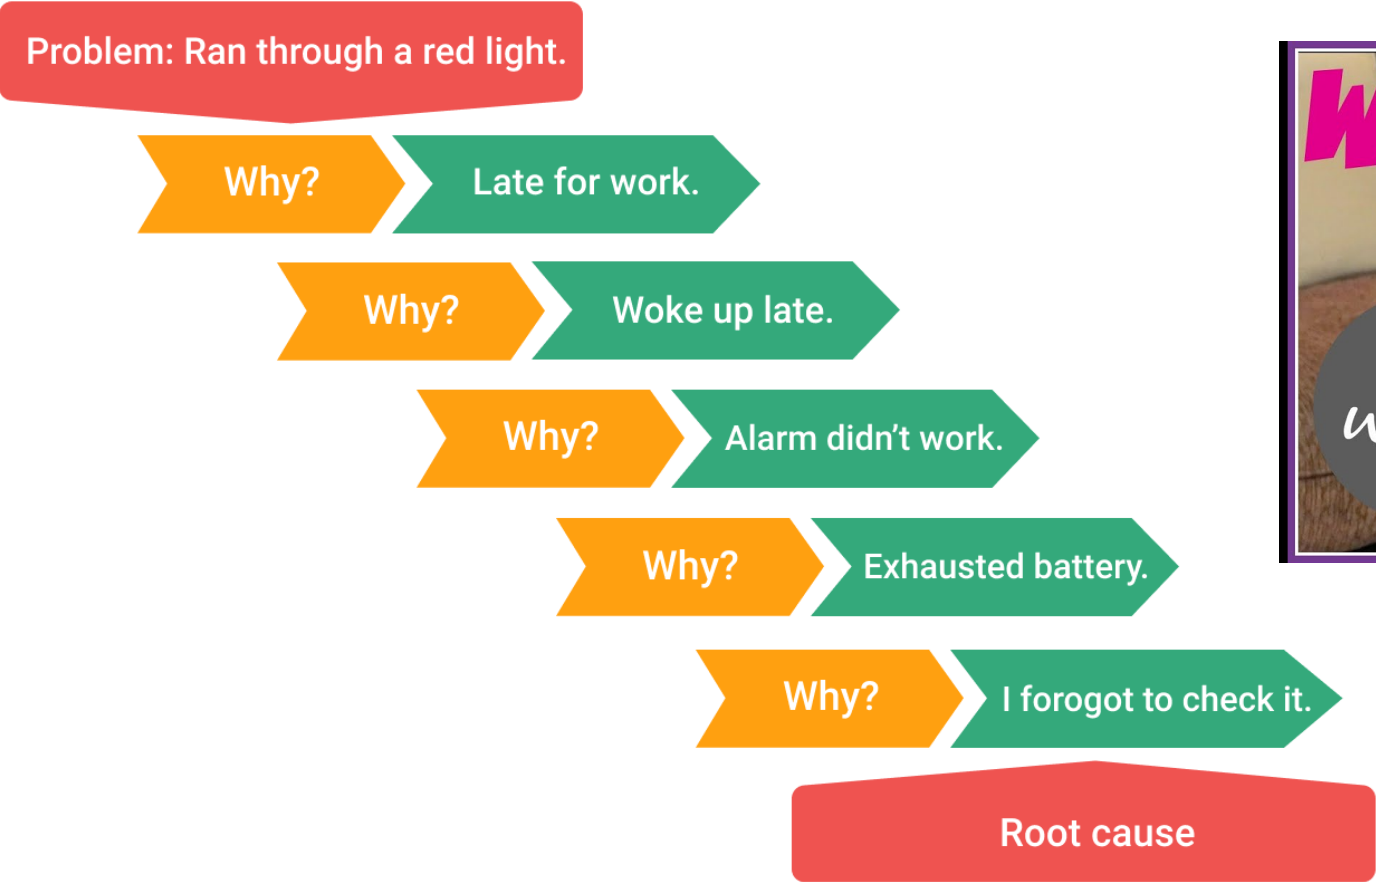 Problem: Ran through a red light.
Why? Late for work.
Why? Woke up late.
Why? Alarm didn’t work.
Why? Exhausted battery.
Why? I forogot to check it.
Root cause